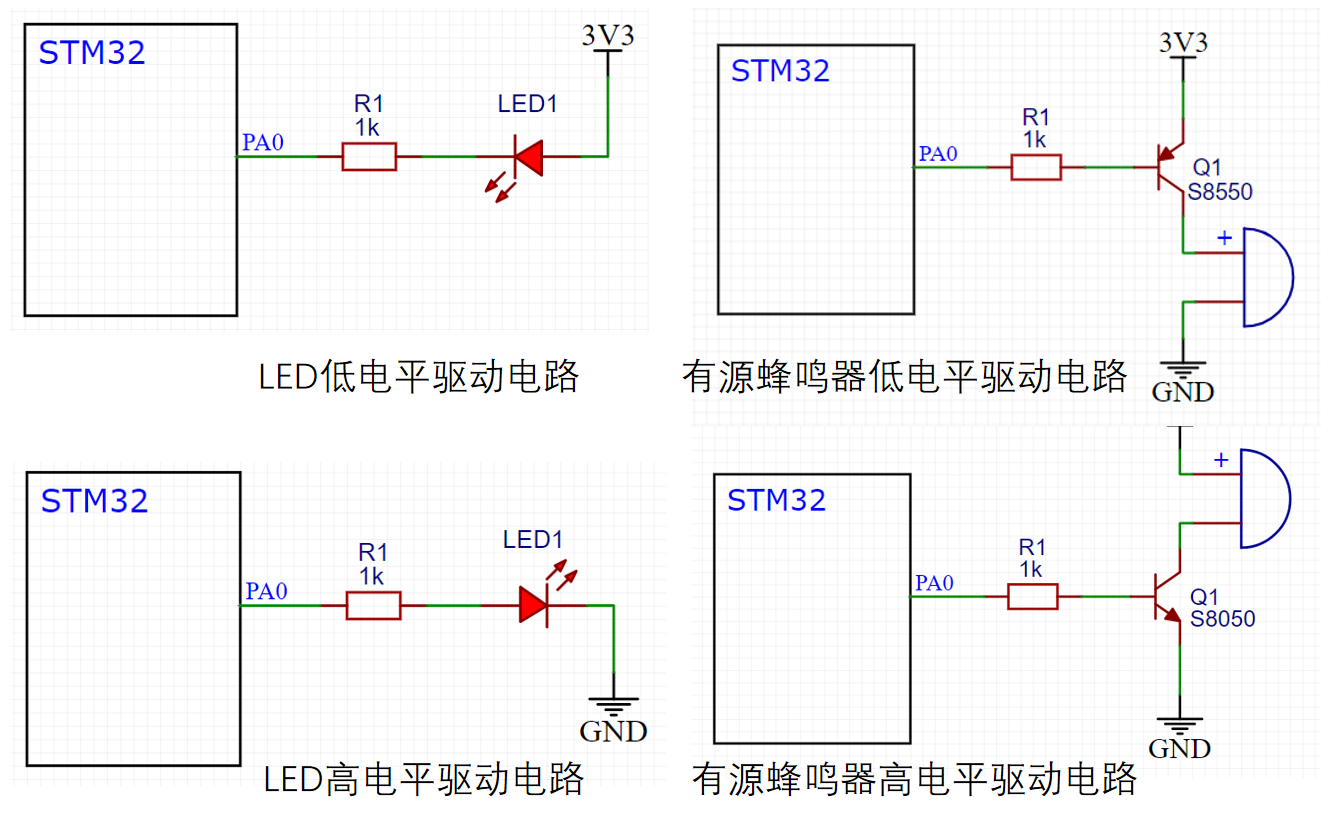 STM32
PA0
R1
1k
LED1
3V3
LED低电平驱动电路
STM32
PA0
R1
1k
3V3
Q1
S8550
+
GND
有源蜂鸣器低电平驱动电路
STM32
PA0
R1
1k
LED1
GND
LED高电平驱动电路
STM32
PA0
R1
1k
+
Q1
S8050
GND
有源蜂鸣器高电平驱动电路